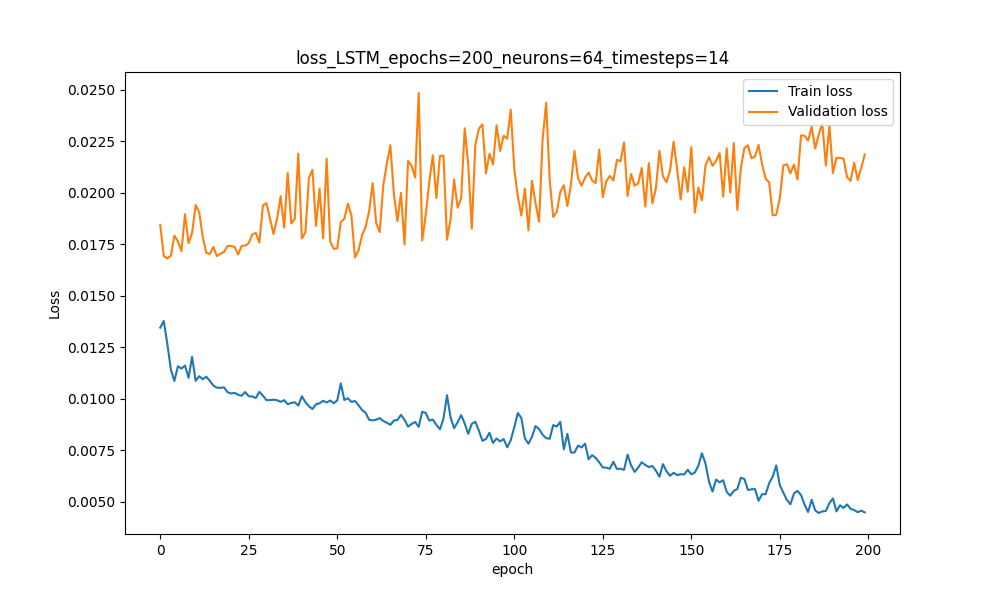 loss_LSTM_epochs=200_neurons=64_timesteps=14
Train loss
Validation loss
0.0250
0.0225
0.0200
0.0175
0.0150
0.0125
0.0100
0.0075
0.0050
Loss
0 25 50 75 100 125 150 175 200
epoch